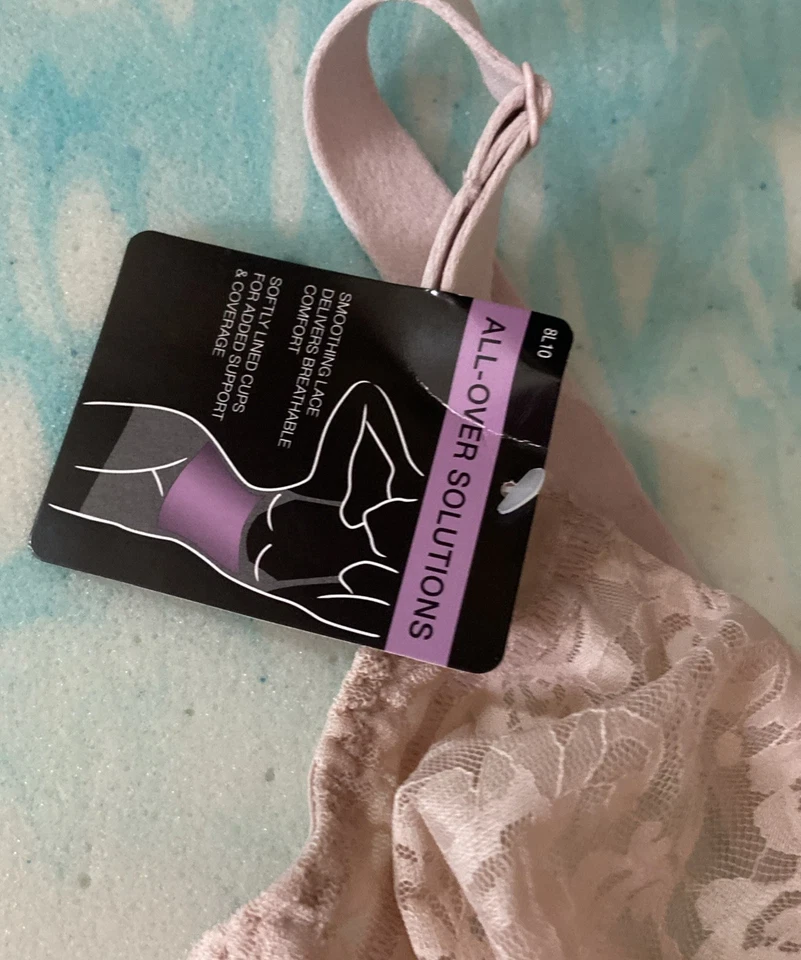 8L10
ALL-OVER SOLUTIONS
SMOOTHING LACE
DELIVERS BREATHABLE
COMFORT
SOFTLY LINED CUPS
FOR ADDED SUPPORT
& COVERAGE